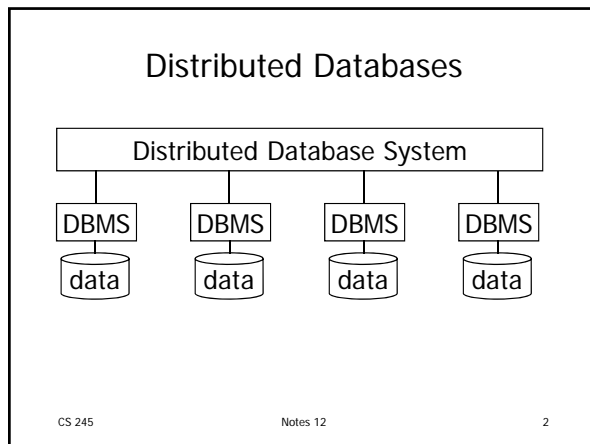 Distributed Databases
Distributed Database System
DBMS DBMS DBMS DBMS
data data data data
CS 245 Notes 12 2